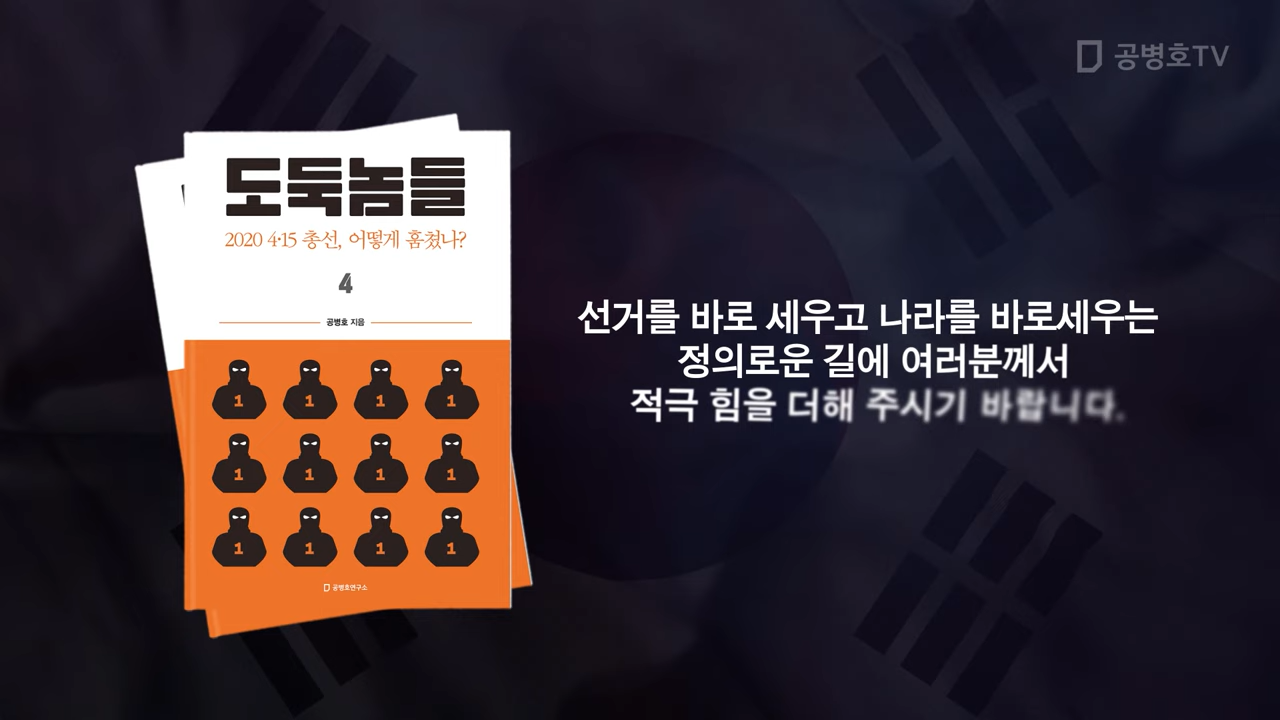 공병호TV
도둑놈들
2020 4·15 총선, 어떻게 훔쳤나?
4
공병호 지음
1 1 1 1
1 1 1 1
1 1 1 1
공병호연구소
선거를 바로 세우고 나라를 바로세우는
정의로운 길에 여러분께서
적극 힘을 더해 주시기 바랍니다.